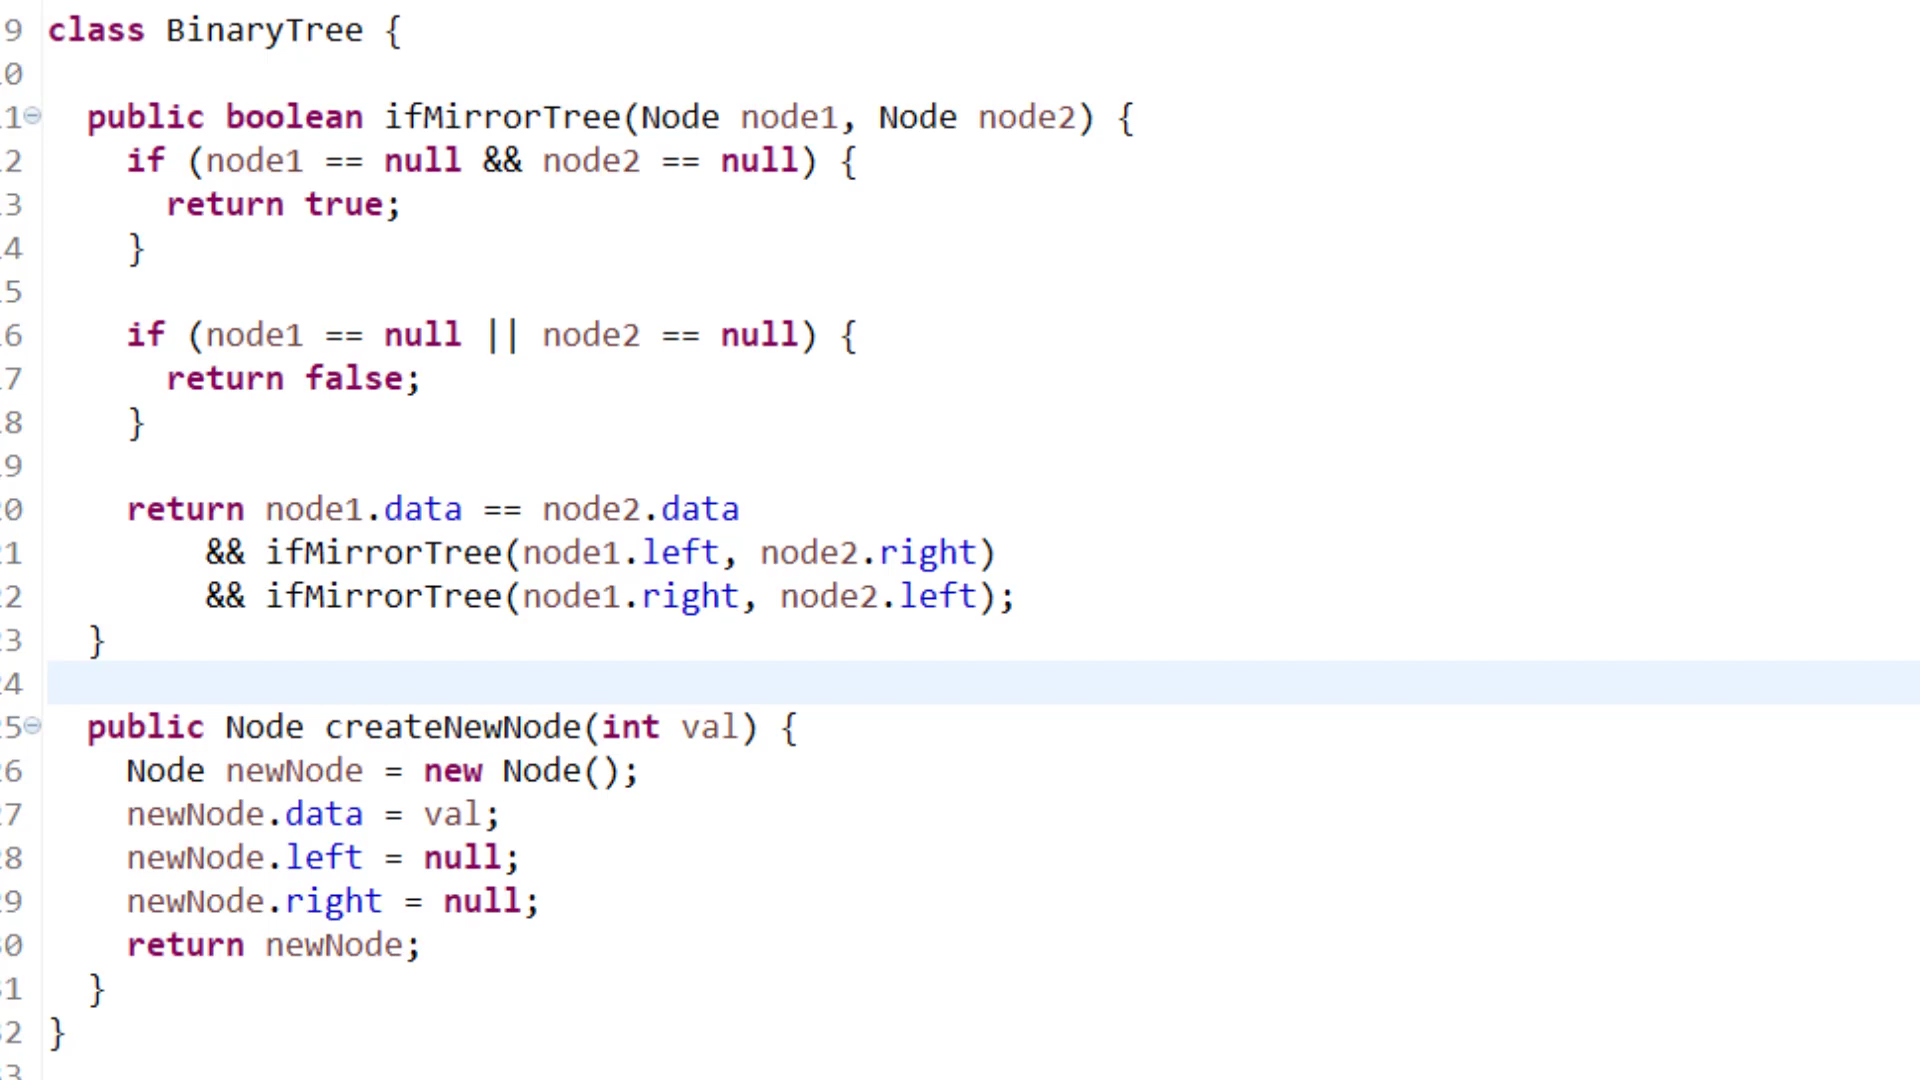 9 class BinaryTree {
0
1 public boolean ifMirrorTree(Node node1, Node node2) {
2 if (node1 == null && node2 == null) {
3 return true;
4 }
5
6 if (node1 == null || node2 == null) {
7 return false;
8 }
9
0 return node1.data == node2.data
1 && ifMirrorTree(node1.left, node2.right)
2 && ifMirrorTree(node1.right, node2.left);
3 }
4
5 public Node createNewNode(int val) {
6 Node newNode = new Node();
7 newNode.data = val;
8 newNode.left = null;
9 newNode.right = null;
0 return newNode;
1 }
2 }
3